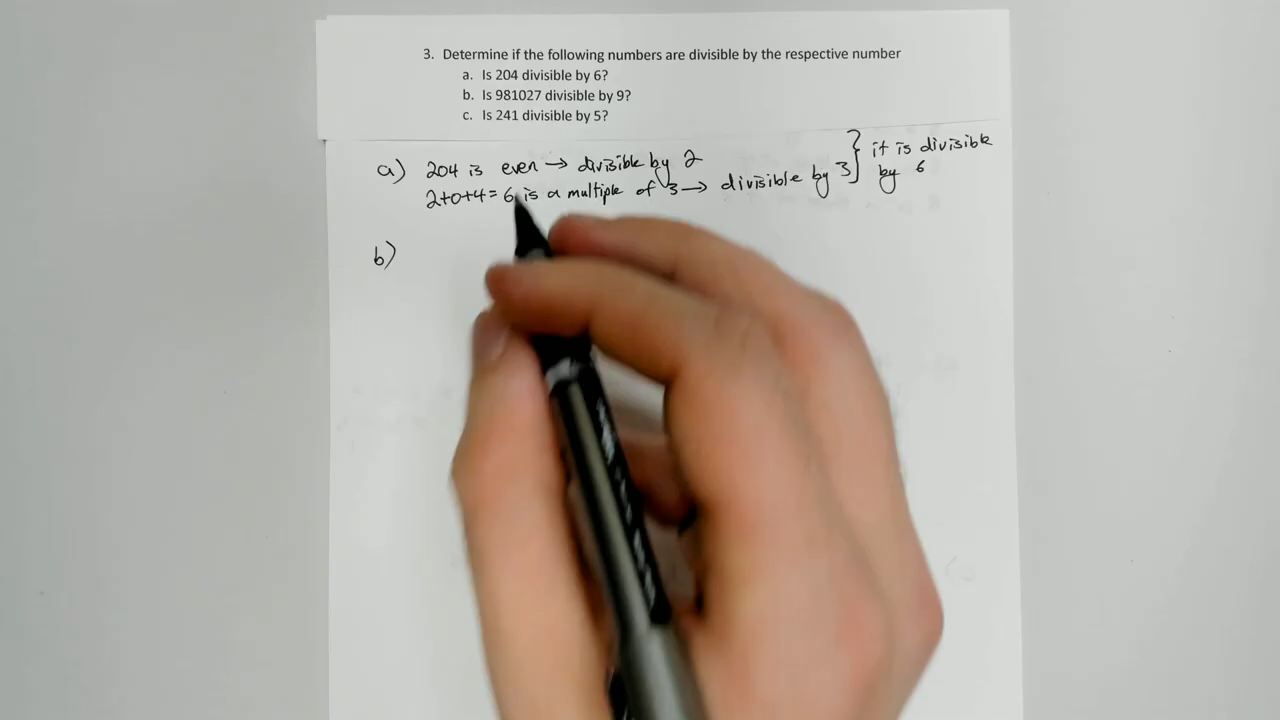 3. Determine if the following numbers are divisible by the respective number
a. Is 204 divisible by 6?
b. Is 981027 divisible by 9?
c. Is 241 divisible by 5?
a) 204 is even → divisible by 2
2+0+4=6 is a multiple of 3 → divisible by 3 } it is divisible by 6
b)